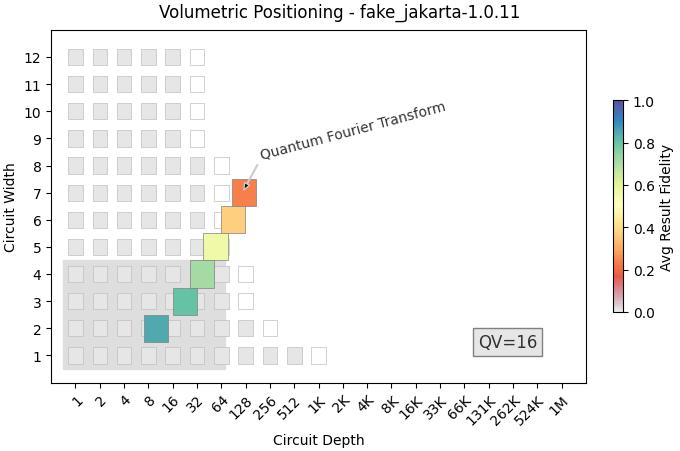 Volumetric Positioning - fake_jakarta-1.0.11
12
11
10
9
8
7
6
5
4
3
2
1
Circuit Width
Quantum Fourier Transform
QV=16
1 2 4 8 16 32 64 128 256 512 1K 2K 4K 8K 16K 33K 66K 131K 262K 524K 1M
Circuit Depth
1.0
0.8
0.6
0.4
0.2
0.0
Avg Result Fidelity